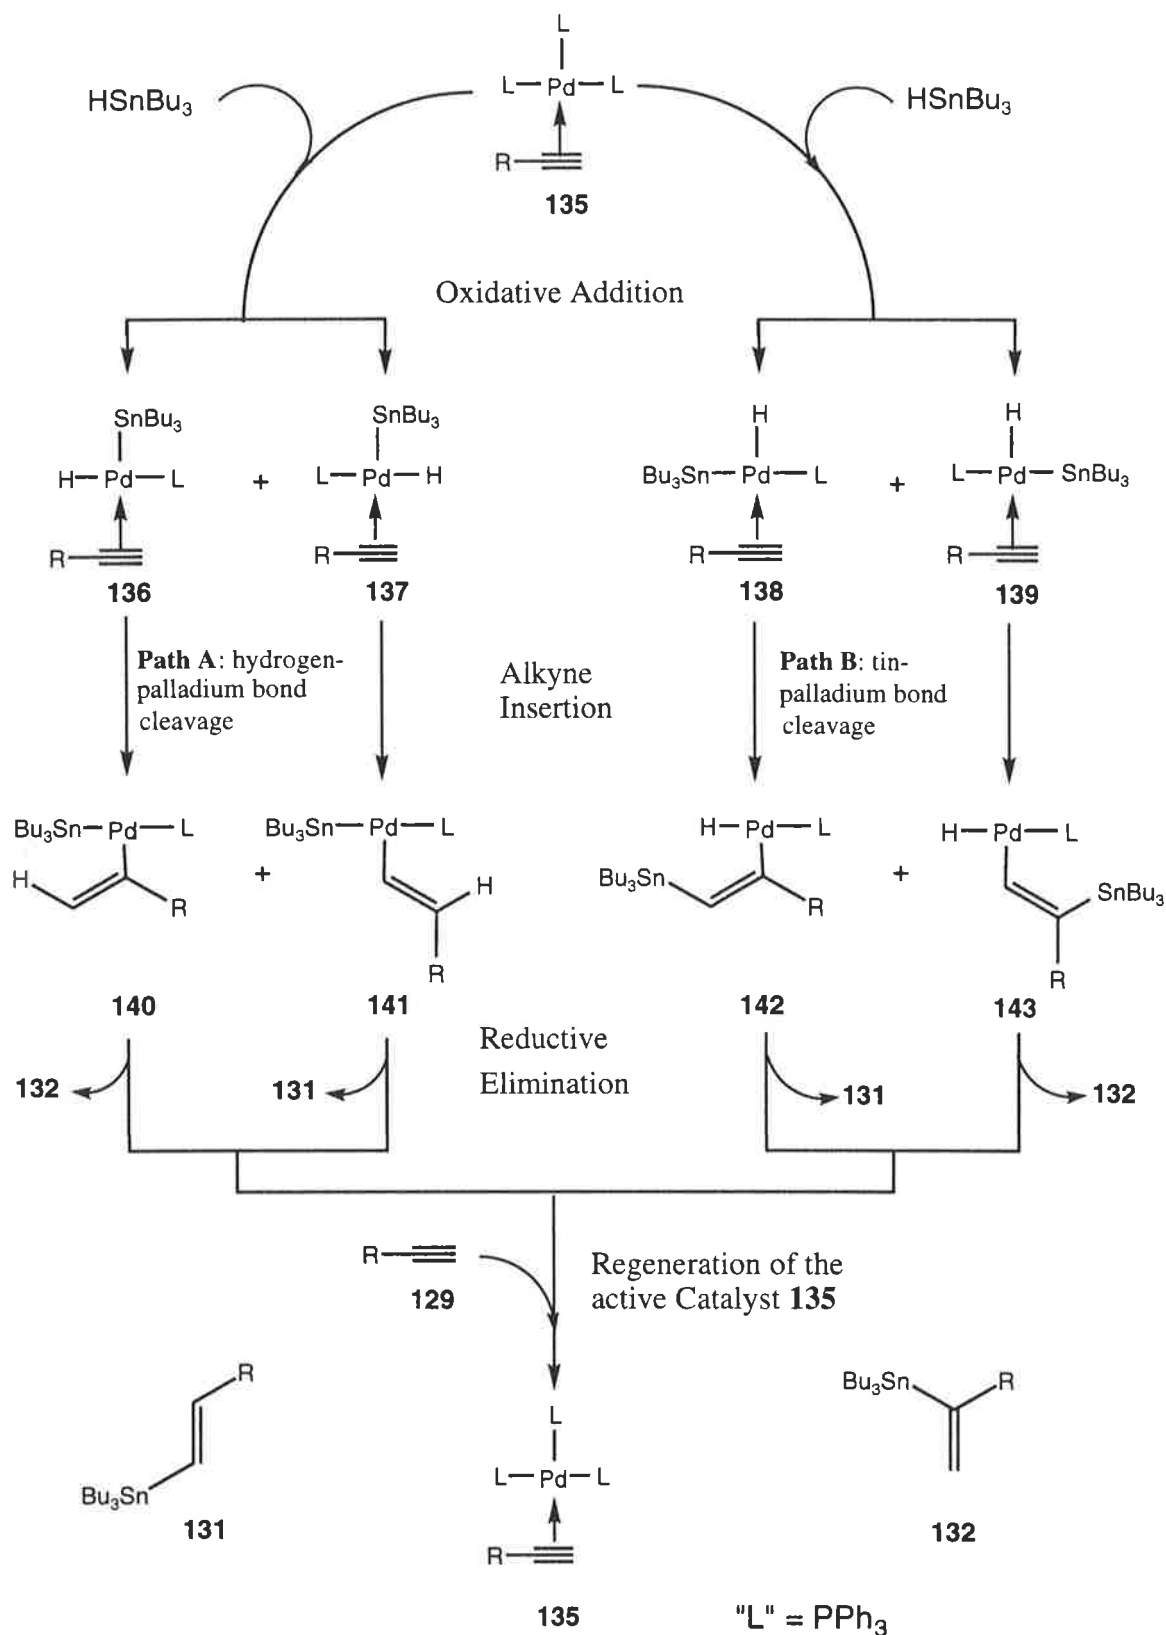 L
HSnBu₃ L—Pd—L HSnBu₃
R
135
Oxidative Addition
SnBu₃ SnBu₃ H H
H—Pd—L + L—Pd—H Bu₃Sn—Pd—L + L—Pd—SnBu₃
R R R R
136 137 138 139
Path A: hydrogen-
palladium bond
cleavage
Alkyne
Insertion
Path B: tin-
palladium bond
cleavage
Bu₃Sn—Pd—L Bu₃Sn—Pd—L H—Pd—L H—Pd—L
H R + H R Bu₃Sn R + SnBu₃ R
140 141 142 143
Reductive
Elimination
132 131 131 132
R
129
Regeneration of the
active Catalyst 135
R
Bu₃Sn
131
L
L—Pd—L
R
135
Bu₃Sn R
132
"L" = PPh₃